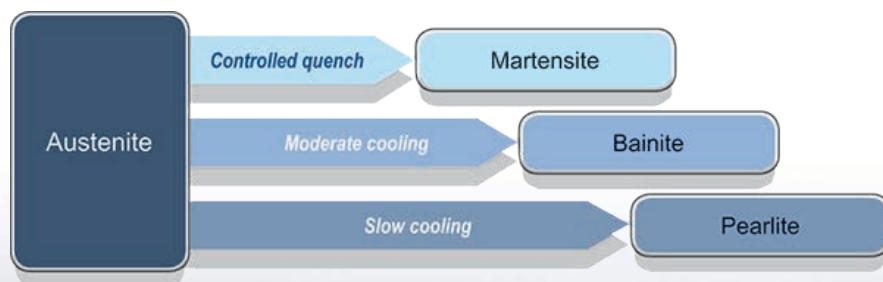 Austenite
Controlled quench
Martensite
Moderate cooling
Bainite
Slow cooling
Pearlite